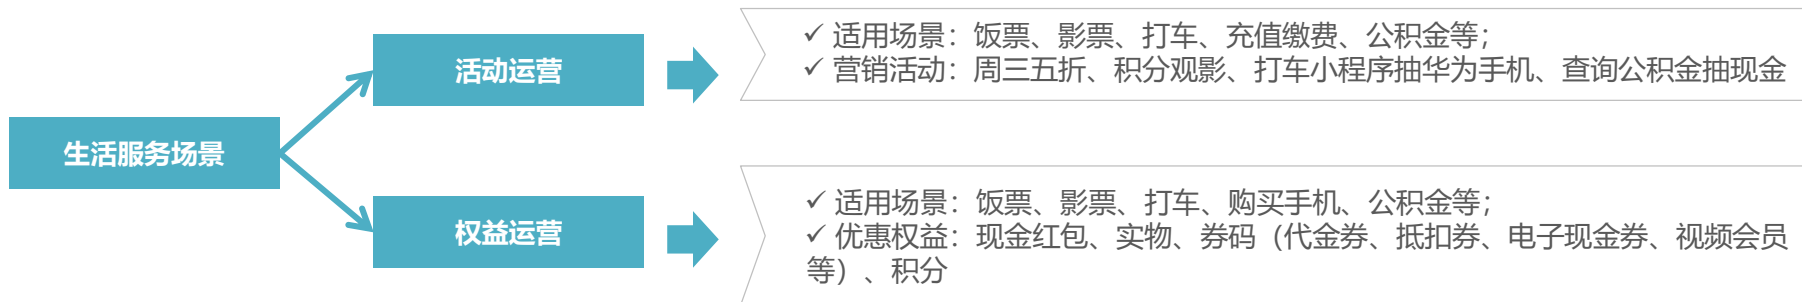 生活服务场景
活动运营
✓ 适用场景：饭票、影票、打车、充值缴费、公积金等；
✓ 营销活动：周三五折、积分观影、打车小程序抽华为手机、查询公积金抽现金
权益运营
✓ 适用场景：饭票、影票、打车、购买手机、公积金等；
✓ 优惠权益：现金红包、实物、券码（代金券、抵扣券、电子现金券、视频会员
等）、积分